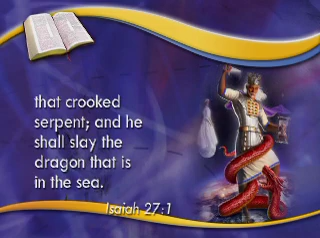 that crooked
serpent; and he
shall slay the
dragon that is
in the sea.
Isaiah 27:1